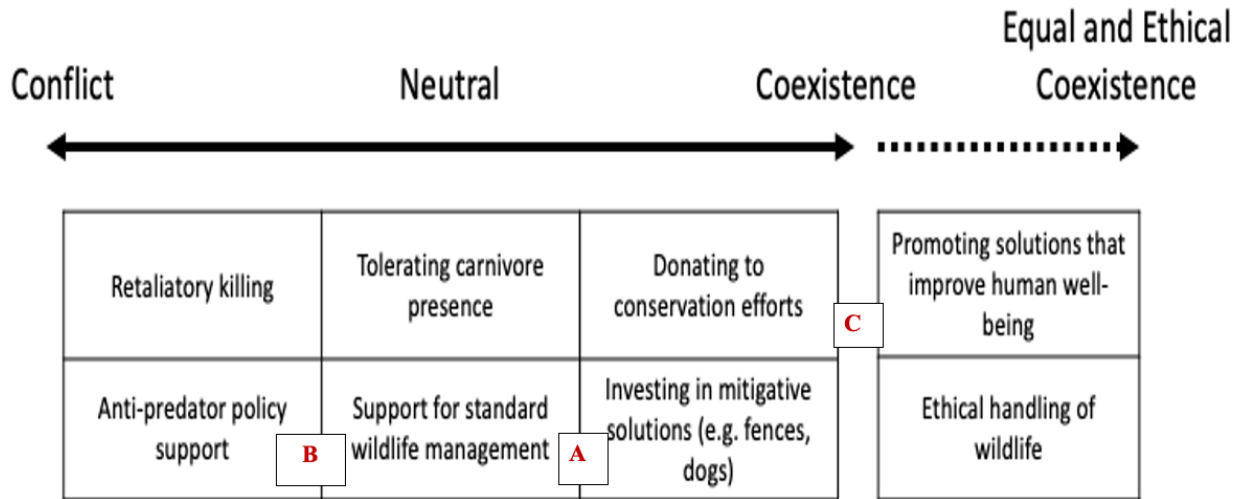 Equal and Ethical
Conflict Neutral Coexistence Coexistence
Retaliatory killing
Tolerating carnivore
presence
Donating to
conservation efforts
Promoting solutions that
improve human well-
being
C
Anti-predator policy
support
Support for standard
wildlife management
Investing in mitigative
solutions (e.g. fences,
dogs)
Ethical handling of
wildlife
B
A